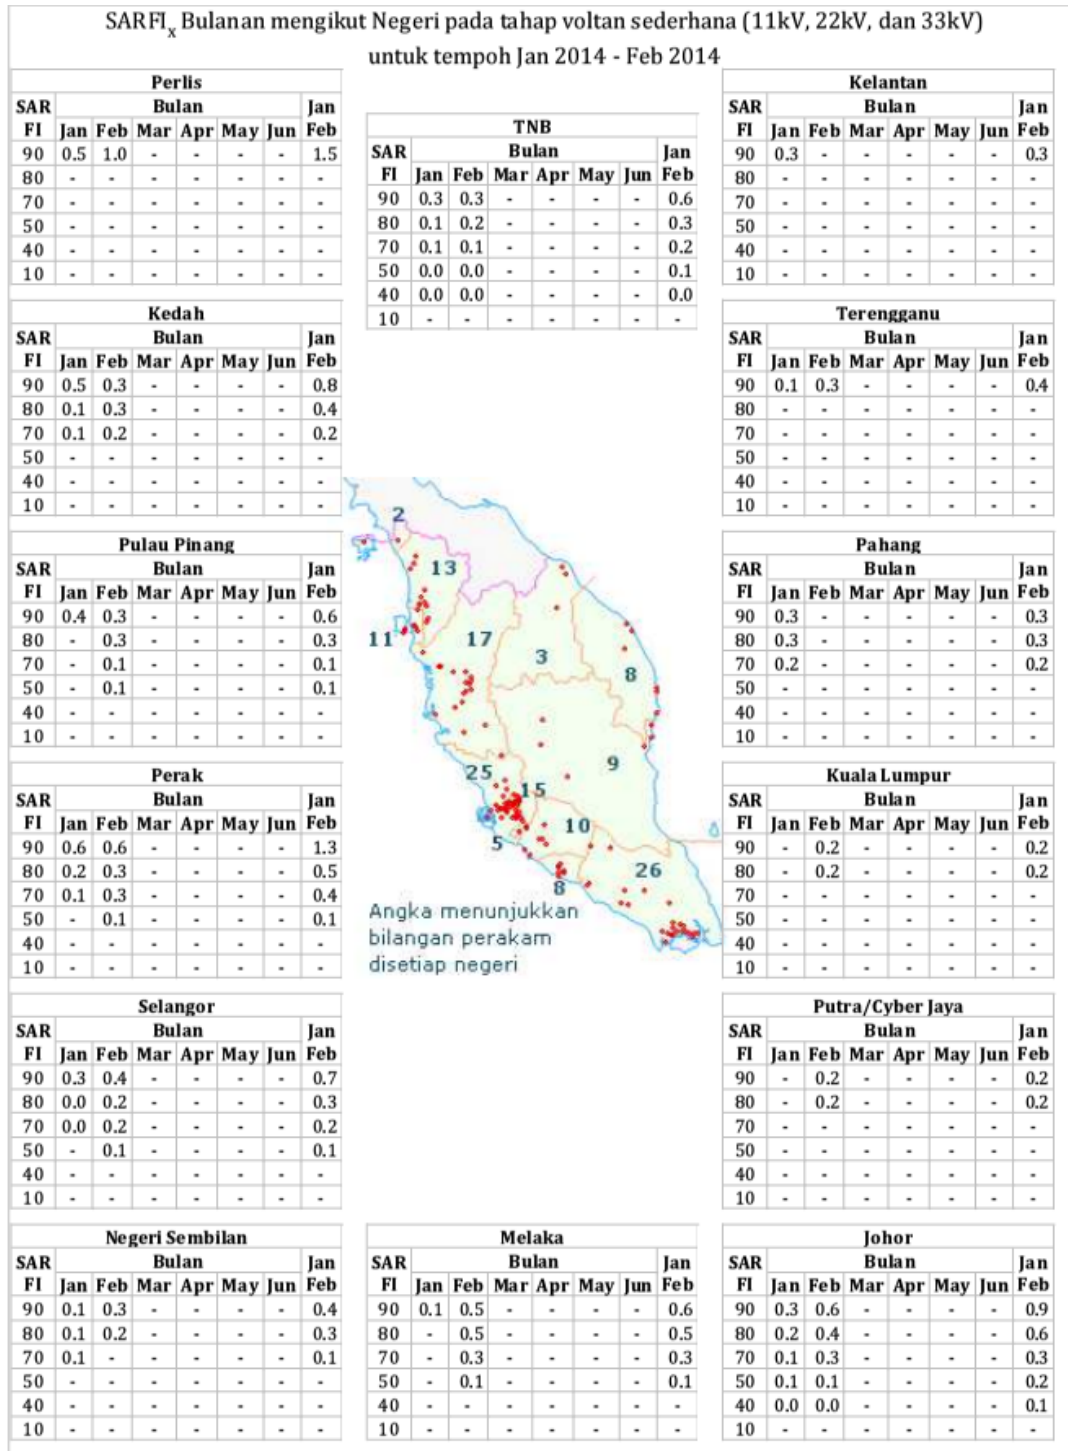 SARFIx Bulanan mengikut Negeri pada tahap voltan sederhana (11kV, 22kV, dan 33kV)
untuk tempoh Jan 2014 - Feb 2014
Perlis
SAR Bulan Jan
FI Jan Feb Mar Apr May Jun Feb
90 0.5 1.0 - - - - 1.5
80 - - - - - - -
70 - - - - - - -
50 - - - - - - -
40 - - - - - - -
10 - - - - - - -
TNB
SAR Bulan Jan
FI Jan Feb Mar Apr May Jun Feb
90 0.3 0.3 - - - - 0.6
80 0.1 0.2 - - - - 0.3
70 0.1 0.1 - - - - 0.2
50 0.0 0.0 - - - - 0.1
40 0.0 0.0 - - - - 0.0
10 - - - - - - -
Kelantan
SAR Bulan Jan
FI Jan Feb Mar Apr May Jun Feb
90 0.3 - - - - - 0.3
80 - - - - - - -
70 - - - - - - -
50 - - - - - - -
40 - - - - - - -
10 - - - - - - -
Kedah
SAR Bulan Jan
FI Jan Feb Mar Apr May Jun Feb
90 0.5 0.3 - - - - 0.8
80 0.1 0.3 - - - - 0.4
70 0.1 0.2 - - - - 0.2
50 - - - - - - -
40 - - - - - - -
10 - - - - - - -
Terengganu
SAR Bulan Jan
FI Jan Feb Mar Apr May Jun Feb
90 0.1 0.3 - - - - 0.4
80 - - - - - - -
70 - - - - - - -
50 - - - - - - -
40 - - - - - - -
10 - - - - - - -
Pulau Pinang
SAR Bulan Jan
FI Jan Feb Mar Apr May Jun Feb
90 0.4 0.3 - - - - 0.6
80 - 0.3 - - - - 0.3
70 - 0.1 - - - - 0.1
50 - 0.1 - - - - 0.1
40 - - - - - - -
10 - - - - - - -
2
13
11
17
3
8
9
25
15
10
5
26
8
Angka menunjukkan
bilangan perakam
disetiap negeri
Pahang
SAR Bulan Jan
FI Jan Feb Mar Apr May Jun Feb
90 0.3 - - - - - 0.3
80 0.3 - - - - - 0.3
70 0.2 - - - - - 0.2
50 - - - - - - -
40 - - - - - - -
10 - - - - - - -
Perak
SAR Bulan Jan
FI Jan Feb Mar Apr May Jun Feb
90 0.6 0.6 - - - - 1.3
80 0.2 0.3 - - - - 0.5
70 0.1 0.3 - - - - 0.4
50 - 0.1 - - - - 0.1
40 - - - - - - -
10 - - - - - - -
Kuala Lumpur
SAR Bulan Jan
FI Jan Feb Mar Apr May Jun Feb
90 - 0.2 - - - - 0.2
80 - 0.2 - - - - 0.2
70 - - - - - - -
50 - - - - - - -
40 - - - - - - -
10 - - - - - - -
Selangor
SAR Bulan Jan
FI Jan Feb Mar Apr May Jun Feb
90 0.3 0.4 - - - - 0.7
80 0.0 0.2 - - - - 0.3
70 0.0 0.2 - - - - 0.2
50 - 0.1 - - - - 0.1
40 - - - - - - -
10 - - - - - - -
Putra/Cyber Jaya
SAR Bulan Jan
FI Jan Feb Mar Apr May Jun Feb
90 - 0.2 - - - - 0.2
80 - 0.2 - - - - 0.2
70 - - - - - - -
50 - - - - - - -
40 - - - - - - -
10 - - - - - - -
Negeri Sembilan
SAR Bulan Jan
FI Jan Feb Mar Apr May Jun Feb
90 0.1 0.3 - - - - 0.4
80 0.1 0.2 - - - - 0.3
70 0.1 - - - - - 0.1
50 - - - - - - -
40 - - - - - - -
10 - - - - - - -
Melaka
SAR Bulan Jan
FI Jan Feb Mar Apr May Jun Feb
90 0.1 0.5 - - - - 0.6
80 - 0.5 - - - - 0.5
70 - 0.3 - - - - 0.3
50 - 0.1 - - - - 0.1
40 - - - - - - -
10 - - - - - - -
Johor
SAR Bulan Jan
FI Jan Feb Mar Apr May Jun Feb
90 0.3 0.6 - - - - 0.9
80 0.2 0.4 - - - - 0.6
70 0.1 0.3 - - - - 0.3
50 0.1 0.1 - - - - 0.2
40 0.0 0.0 - - - - 0.1
10 - - - - - - -